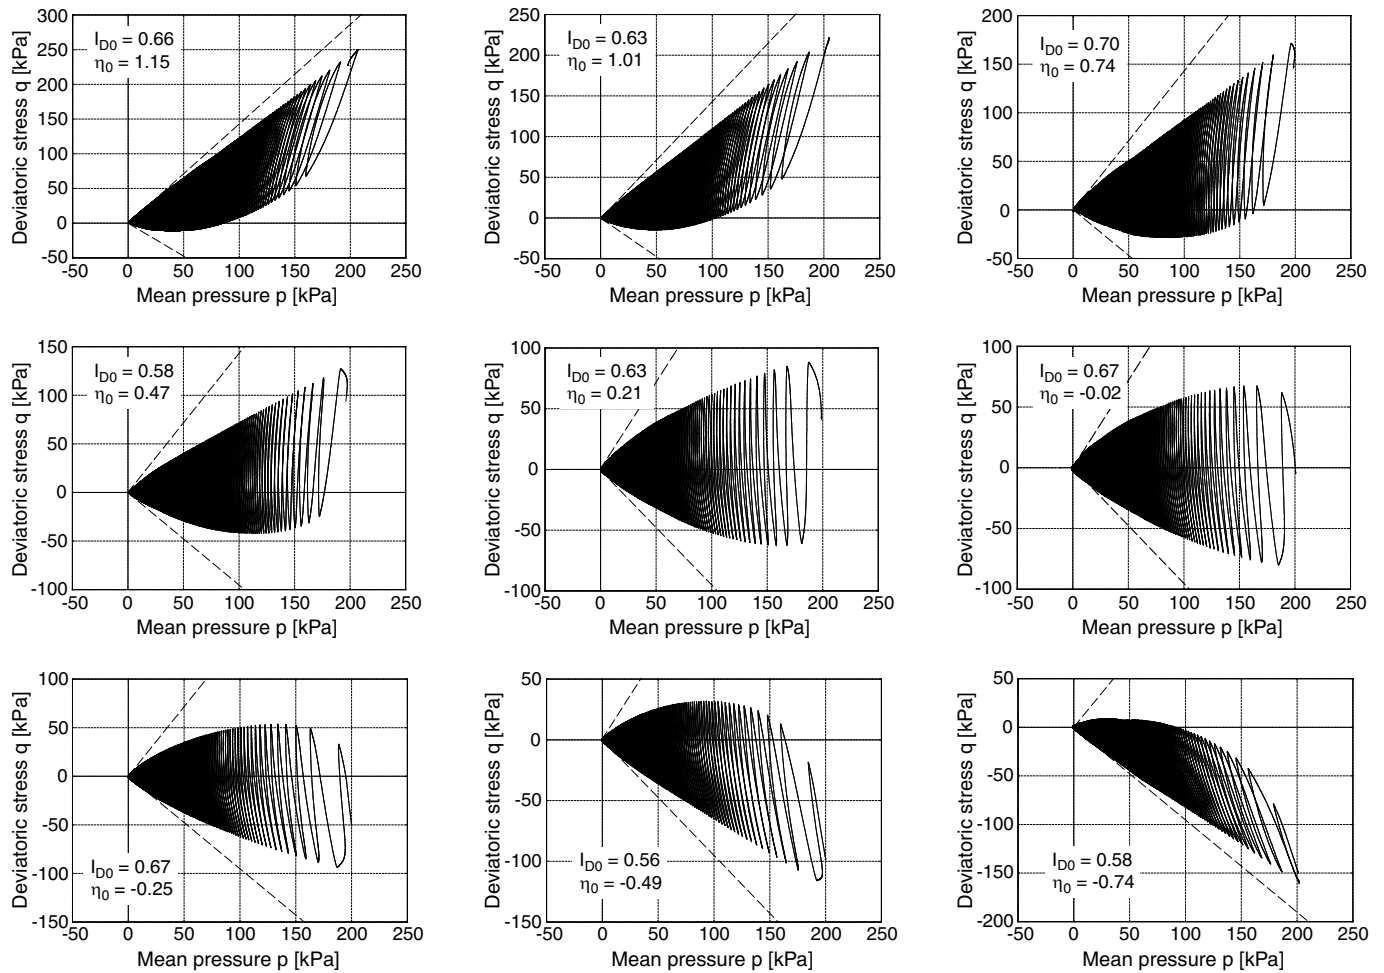 Deviatoric stress q [kPa]
300
250
200
150
100
50
0
-50
I_D0 = 0.66
η_0 = 1.15
-50 0 50 100 150 200 250
Mean pressure p [kPa]
Deviatoric stress q [kPa]
250
200
150
100
50
0
-50
I_D0 = 0.63
η_0 = 1.01
-50 0 50 100 150 200 250
Mean pressure p [kPa]
Deviatoric stress q [kPa]
200
150
100
50
0
-50
I_D0 = 0.70
η_0 = 0.74
-50 0 50 100 150 200 250
Mean pressure p [kPa]
Deviatoric stress q [kPa]
150
100
50
0
-50
-100
I_D0 = 0.58
η_0 = 0.47
-50 0 50 100 150 200 250
Mean pressure p [kPa]
Deviatoric stress q [kPa]
100
50
0
-50
-100
I_D0 = 0.63
η_0 = 0.21
-50 0 50 100 150 200 250
Mean pressure p [kPa]
Deviatoric stress q [kPa]
100
50
0
-50
-100
I_D0 = 0.67
η_0 = -0.02
-50 0 50 100 150 200 250
Mean pressure p [kPa]
Deviatoric stress q [kPa]
100
50
0
-50
-100
-150
I_D0 = 0.67
η_0 = -0.25
-50 0 50 100 150 200 250
Mean pressure p [kPa]
Deviatoric stress q [kPa]
50
0
-50
-100
-150
I_D0 = 0.56
η_0 = -0.49
-50 0 50 100 150 200 250
Mean pressure p [kPa]
Deviatoric stress q [kPa]
50
0
-50
-100
-150
-200
I_D0 = 0.58
η_0 = -0.74
-50 0 50 100 150 200 250
Mean pressure p [kPa]